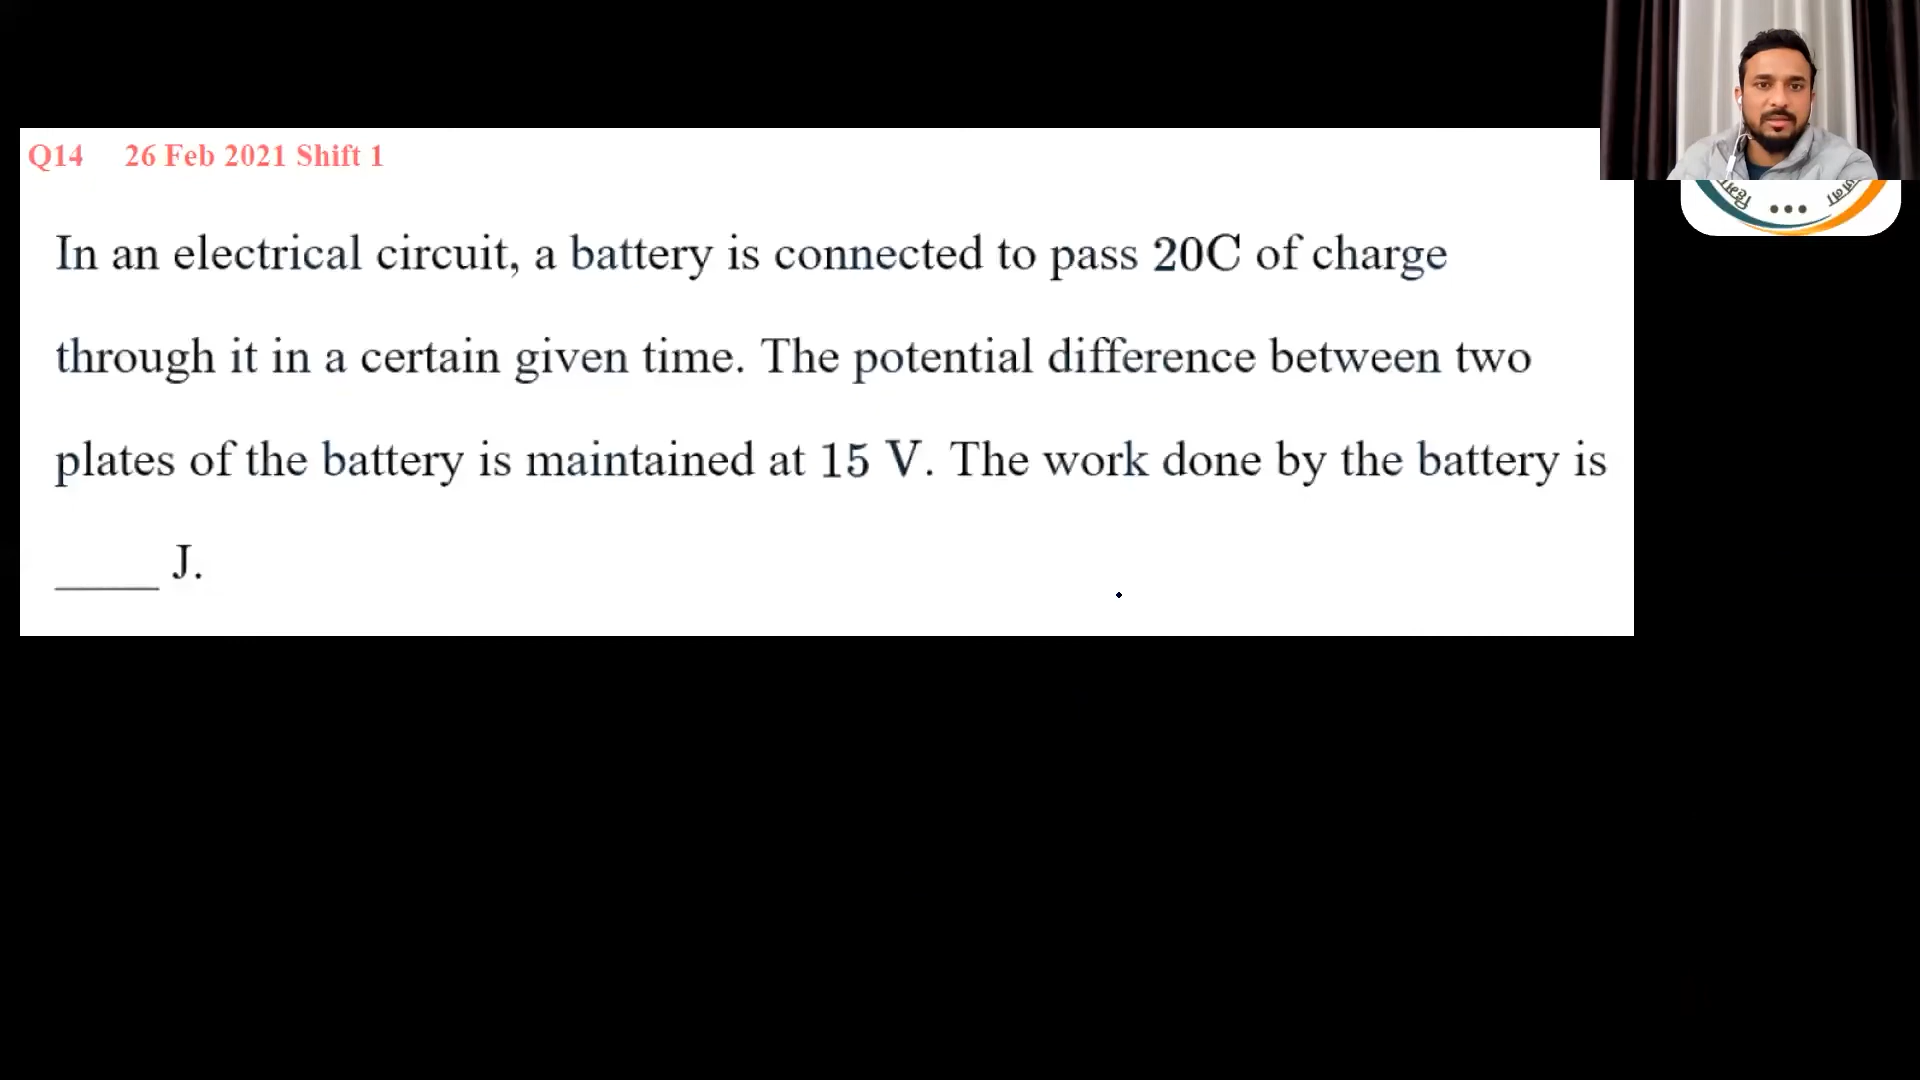 Q14 26 Feb 2021 Shift 1
In an electrical circuit, a battery is connected to pass 20C of charge
through it in a certain given time. The potential difference between two
plates of the battery is maintained at 15 V. The work done by the battery is
____ J.